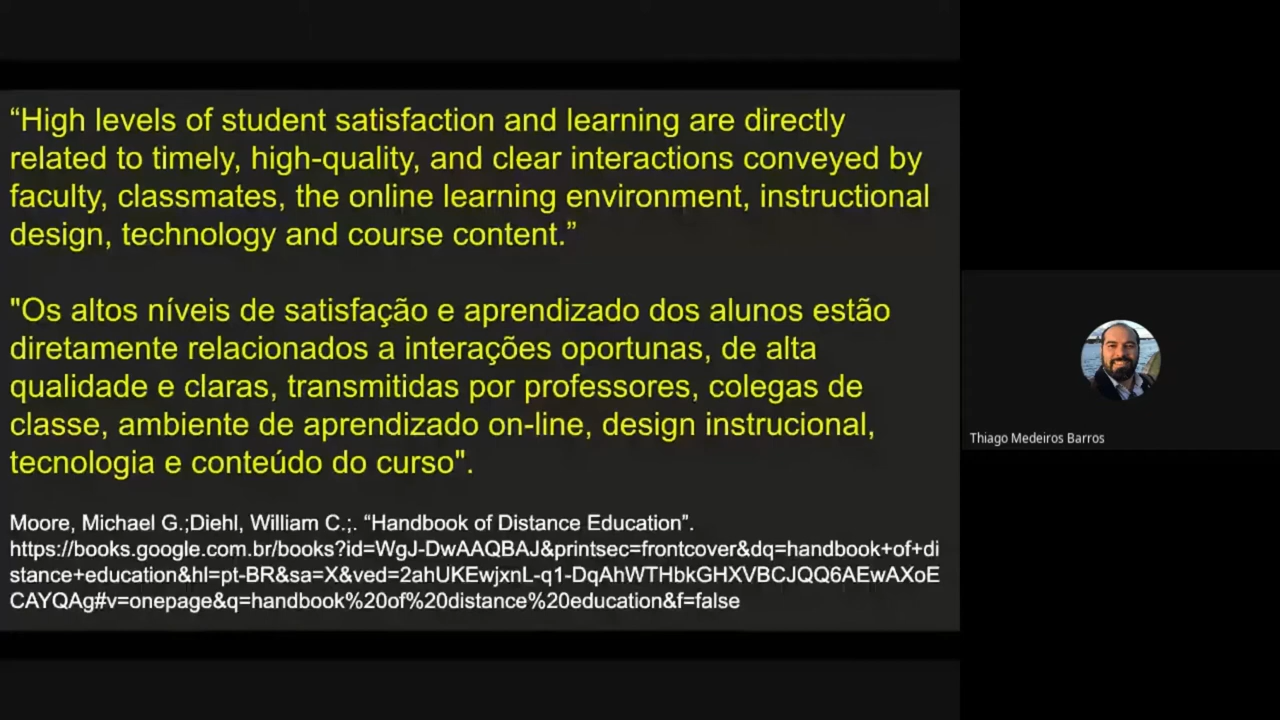 “High levels of student satisfaction and learning are directly
related to timely, high-quality, and clear interactions conveyed by
faculty, classmates, the online learning environment, instructional
design, technology and course content.”
"Os altos níveis de satisfação e aprendizado dos alunos estão
diretamente relacionados a interações oportunas, de alta
qualidade e claras, transmitidas por professores, colegas de
classe, ambiente de aprendizado on-line, design instrucional,
tecnologia e conteúdo do curso".
Moore, Michael G.;Diehl, William C.;. “Handbook of Distance Education”.
https://books.google.com.br/books?id=WgJ-DwAAQBAJ&printsec=frontcover&dq=handbook+of+di
stance+education&hl=pt-BR&sa=X&ved=2ahUKEwjxnL-q1-DqAhWTHbkGHXVBCJQQ6AEwAXoE
CAYQAg#v=onepage&q=handbook%20of%20distance%20education&f=false
Thiago Medeiros Barros